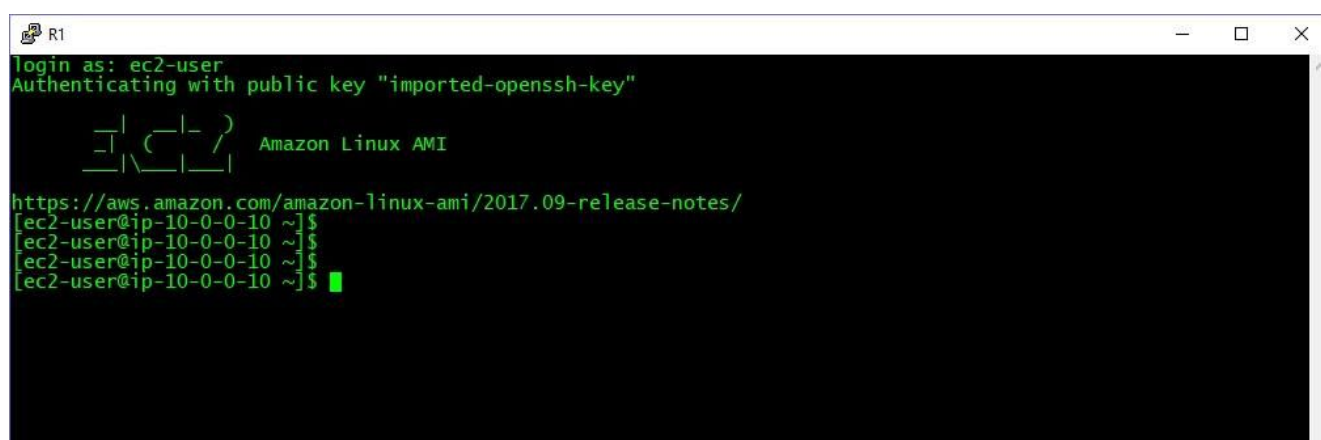 R1
login as: ec2-user
Authenticating with public key "imported-openssh-key"
       __|  __|_  )
       _|  (     /   Amazon Linux AMI
      ___|\___|___|
https://aws.amazon.com/amazon-linux-ami/2017.09-release-notes/
[ec2-user@ip-10-0-0-10 ~]$
[ec2-user@ip-10-0-0-10 ~]$
[ec2-user@ip-10-0-0-10 ~]$
[ec2-user@ip-10-0-0-10 ~]$